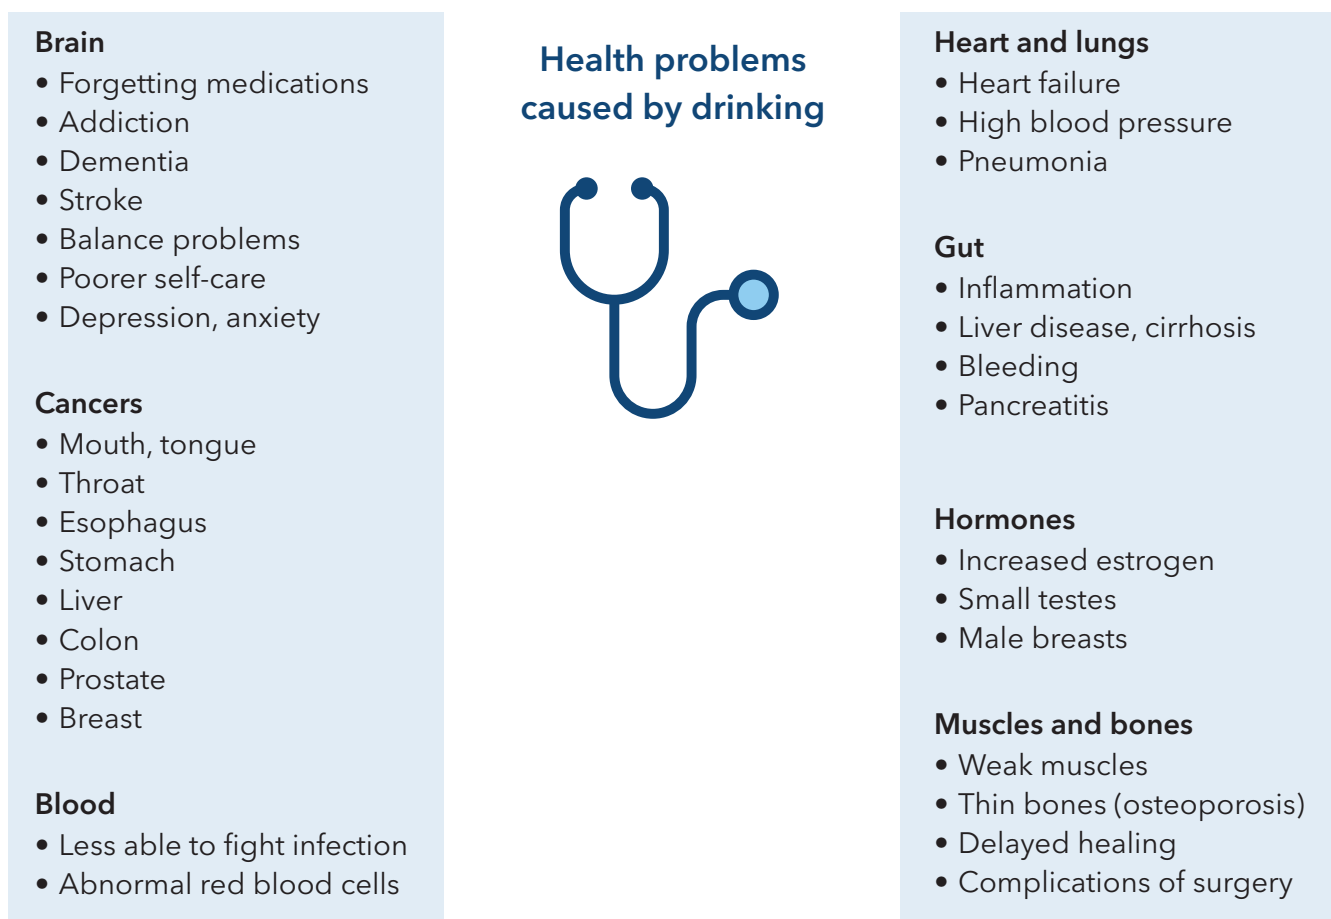 Brain
• Forgetting medications
• Addiction
• Dementia
• Stroke
• Balance problems
• Poorer self-care
• Depression, anxiety
Cancers
• Mouth, tongue
• Throat
• Esophagus
• Stomach
• Liver
• Colon
• Prostate
• Breast
Blood
• Less able to fight infection
• Abnormal red blood cells
Health problems
caused by drinking
Heart and lungs
• Heart failure
• High blood pressure
• Pneumonia
Gut
• Inflammation
• Liver disease, cirrhosis
• Bleeding
• Pancreatitis
Hormones
• Increased estrogen
• Small testes
• Male breasts
Muscles and bones
• Weak muscles
• Thin bones (osteoporosis)
• Delayed healing
• Complications of surgery